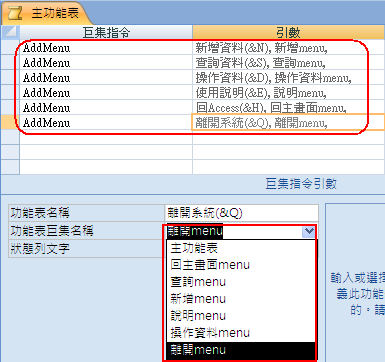 主功能表
巨集指令 引數
AddMenu 新增資料(&N), 新增menu,
AddMenu 查詢資料(&S), 查詢menu,
AddMenu 操作資料(&D), 操作資料menu,
AddMenu 使用說明(&E), 說明menu,
AddMenu 回Access(&H), 回主畫面menu,
AddMenu 離開系統(&Q), 離開menu,
巨集指令引數
功能表名稱 離開系統(&Q)
功能表巨集名稱 離開menu
狀態列文字
主功能表
回主畫面menu
查詢menu
新增menu
說明menu
操作資料menu
離開menu
輸入或選擇
義此功能
的。請